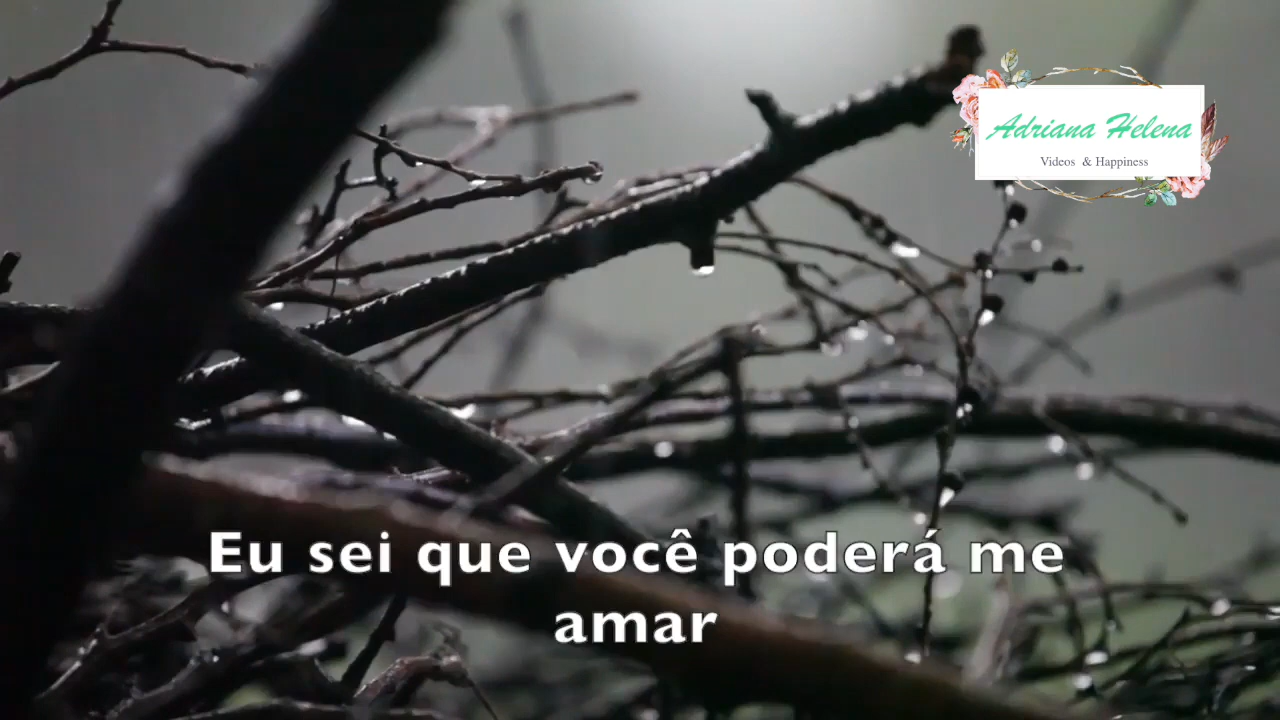 Adriana Helena
Videos & Happiness
Eu sei que você poderá me
amar